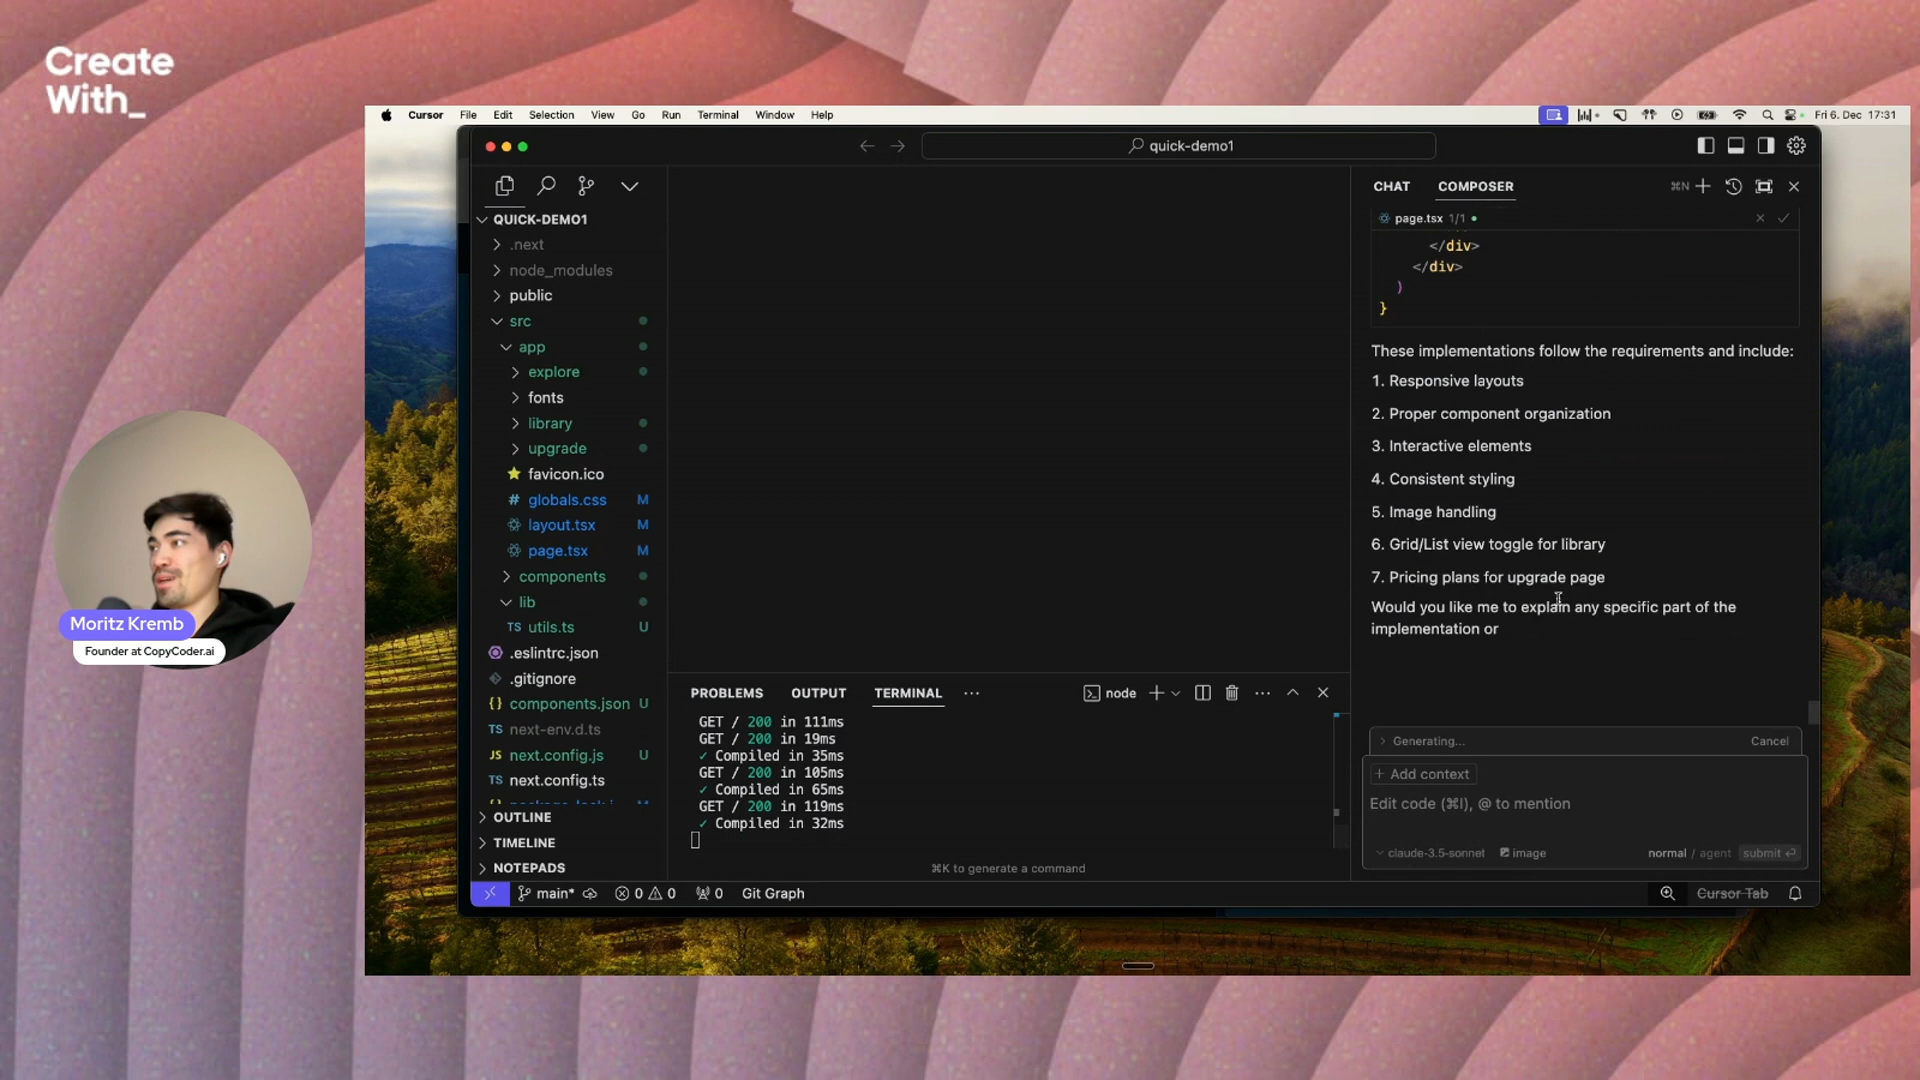 Create
With_
Cursor File Edit Selection View Go Run Terminal Window Help
Fri 6. Dec 17:31
quick-demo1
QUICK-DEMO1
.next
node_modules
public
src
app
explore
fonts
library
upgrade
favicon.ico
# globals.css M
layout.tsx M
page.tsx M
components
lib
TS utils.ts U
.eslintrc.json
.gitignore
{} components.json U
TS next-env.d.ts
JS next.config.js U
TS next.config.ts
OUTLINE
TIMELINE
NOTEPADS
main* 0 0 0 Git Graph
PROBLEMS OUTPUT TERMINAL ··· node
GET / 200 in 111ms
GET / 200 in 19ms
✓ Compiled in 35ms
GET / 200 in 105ms
✓ Compiled in 65ms
GET / 200 in 119ms
✓ Compiled in 32ms
⌘K to generate a command
CHAT COMPOSER ⌘N
page.tsx 1/1
</div>
</div>
)
}
These implementations follow the requirements and include:
1. Responsive layouts
2. Proper component organization
3. Interactive elements
4. Consistent styling
5. Image handling
6. Grid/List view toggle for library
7. Pricing plans for upgrade page
Would you like me to explain any specific part of the
implementation or
Generating... Cancel
+ Add context
Edit code (⌘I), @ to mention
claude-3.5-sonnet image normal / agent submit
Cursor Tab
Moritz Kremb
Founder at CopyCoder.ai